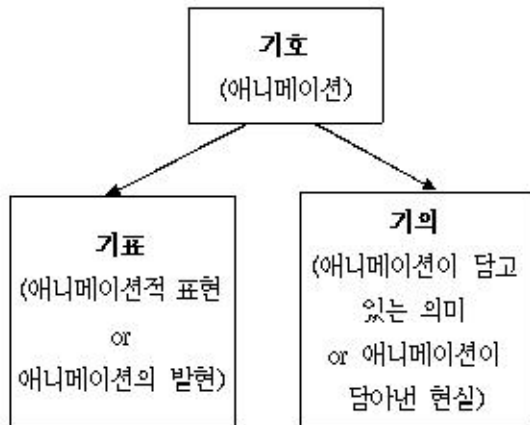 기호
(애니메이션)
기표
(애니메이션적 표현
or
애니메이션의 발현)
기의
(애니메이션이 담고
있는 의미
or 애니메이션이
담아낸 현실)